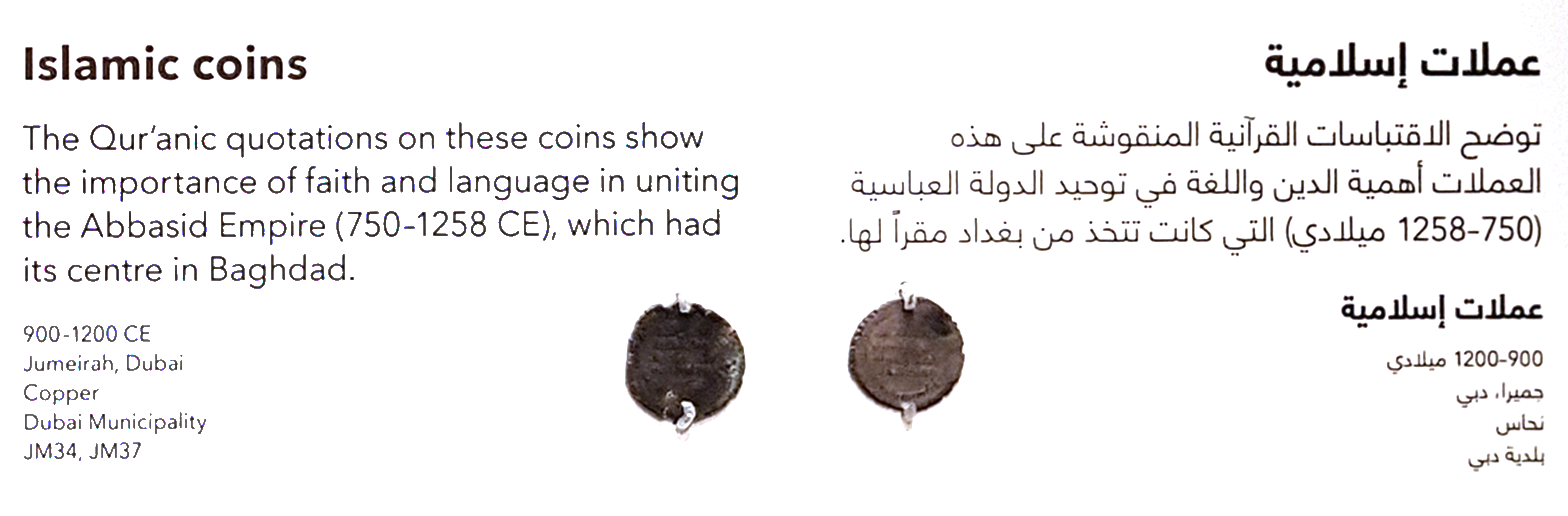 Islamic coins
The Qur'anic quotations on these coins show
the importance of faith and language in uniting
the Abbasid Empire (750-1258 CE), which had
its centre in Baghdad.
900-1200 CE
Jumeirah, Dubai
Copper
Dubai Municipality
JM34, JM37
عملات إسلامية
توضح الاقتباسات القرآنية المنقوشة على هذه
العملات أهمية الدين واللغة في توحيد الدولة العباسية
(750-1258 ميلادي) التي كانت تتخذ من بغداد مقراً لها.
عملات إسلامية
900-1200 ميلادي
جميرا، دبي
نحاس
بلدية دبي